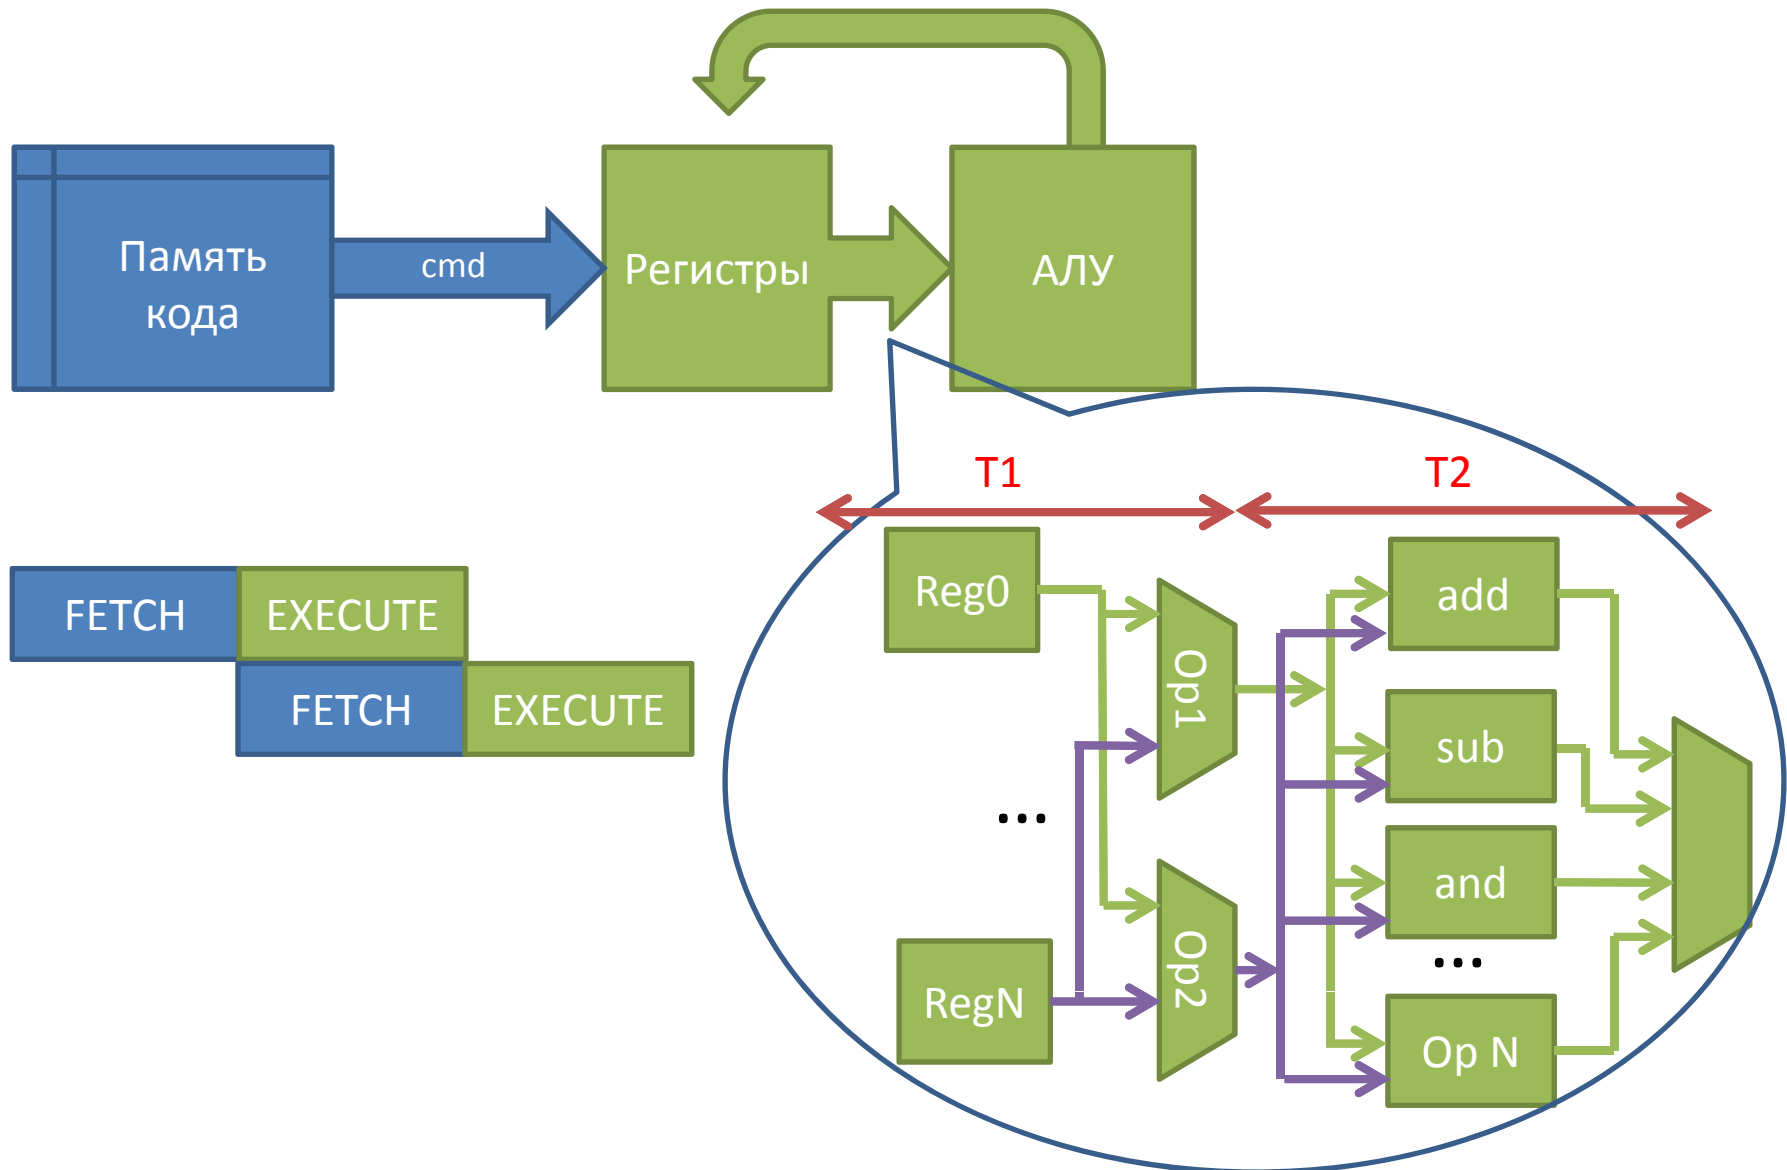 Память
кода
cmd
Регистры
АЛУ
T1
T2
FETCH
EXECUTE
FETCH
EXECUTE
Reg0
...
RegN
Op1
Op2
add
sub
and
...
Op N